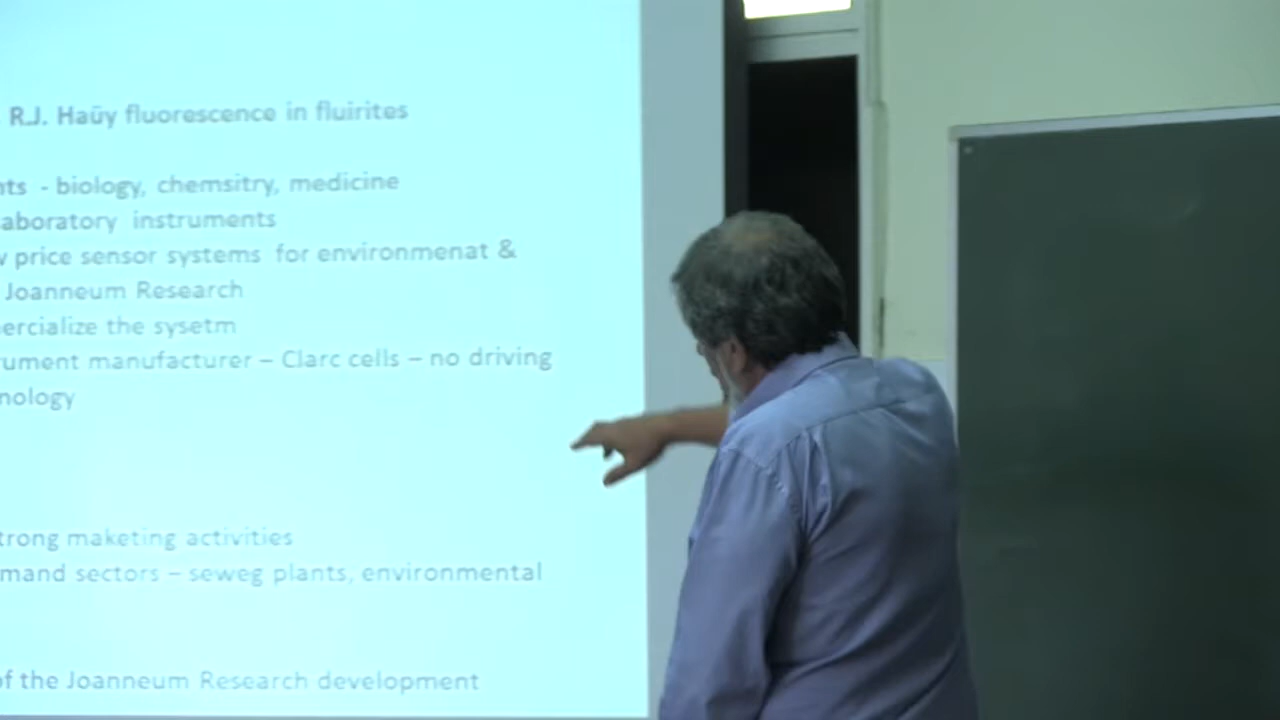 R.J. Haüy fluorescence in fluirites
nts - biology, chemsitry, medicine
aboratory instruments
w price sensor systems for environmenat &
Joanneum Research
ercialize the sysetm
rument manufacturer – Clarc cells – no driving
nology
trong maketing activities
mand sectors – seweg plants, environmental
of the Joanneum Research development